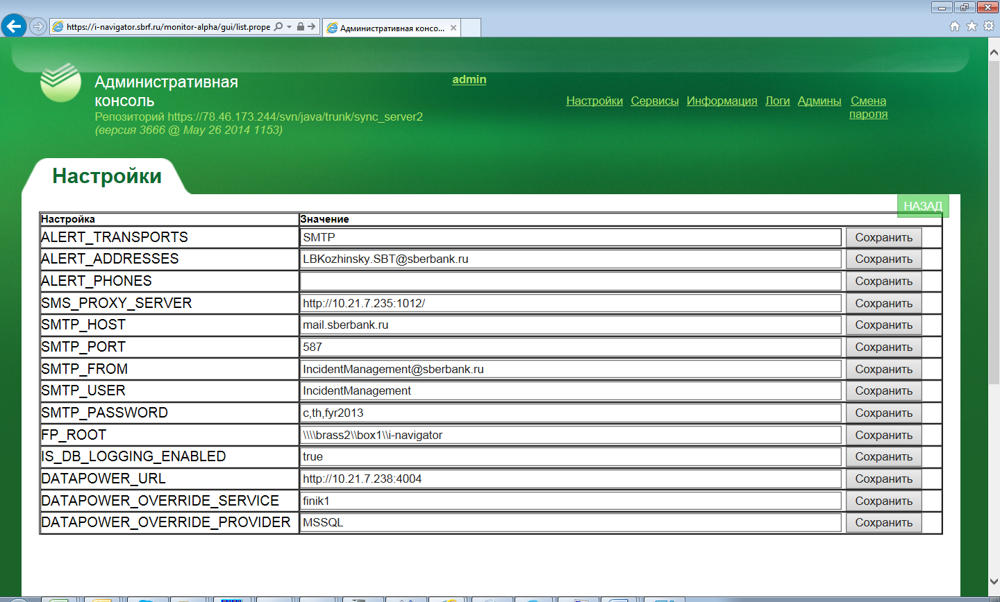 https://i-navigator.sbrf.ru/monitor-alpha/gui/list.prope
Административная консо...
Административная
консоль
admin
Настройки Сервисы Информация Логи Админы Смена
пароля
Репозиторий https://78.46.173.244/svn/java/trunk/sync_server2
(версия 3666 @ May 26 2014 1153)
Настройки
НАЗАД
Настройка Значение
ALERT_TRANSPORTS SMTP Сохранить
ALERT_ADDRESSES LBKozhinsky.SBT@sberbank.ru Сохранить
ALERT_PHONES Сохранить
SMS_PROXY_SERVER http://10.21.7.235:1012/ Сохранить
SMTP_HOST mail.sberbank.ru Сохранить
SMTP_PORT 587 Сохранить
SMTP_FROM IncidentManagement@sberbank.ru Сохранить
SMTP_USER IncidentManagement Сохранить
SMTP_PASSWORD c,th,fyr2013 Сохранить
FP_ROOT \\\\brass2\\box1\\i-navigator Сохранить
IS_DB_LOGGING_ENABLED true Сохранить
DATAPOWER_URL http://10.21.7.238:4004 Сохранить
DATAPOWER_OVERRIDE_SERVICE finik1 Сохранить
DATAPOWER_OVERRIDE_PROVIDER MSSQL Сохранить